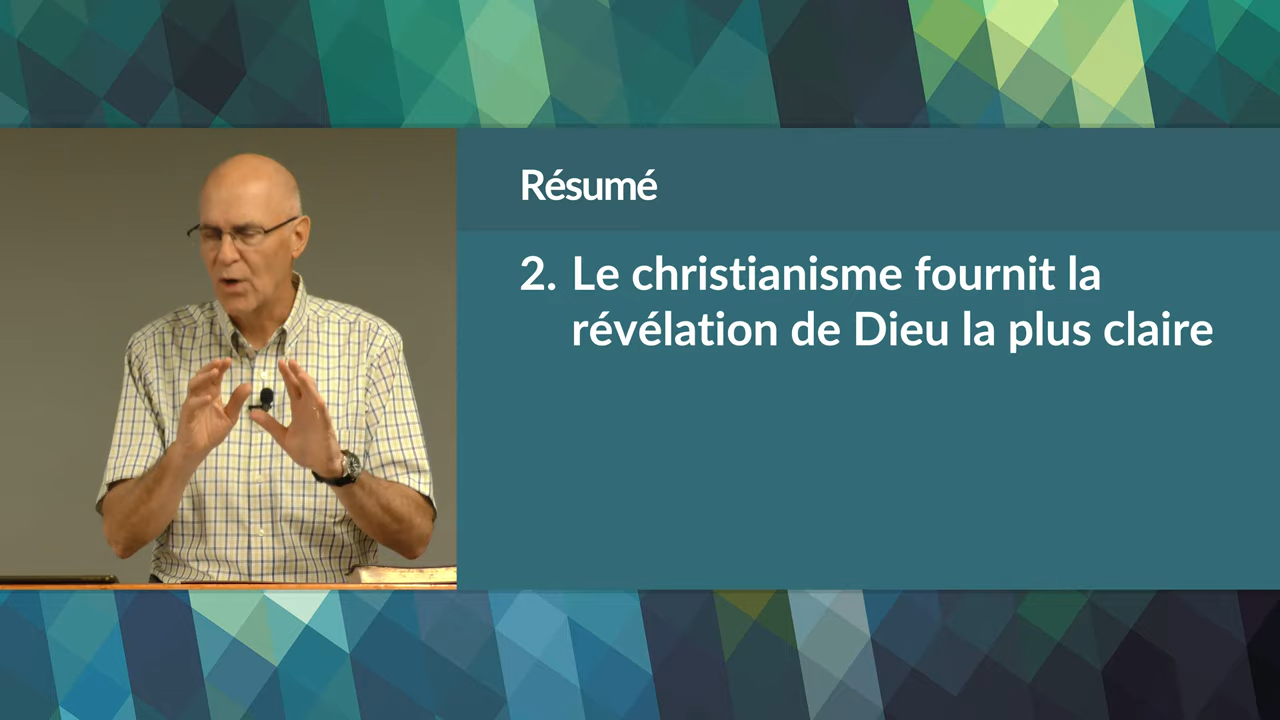 Résumé
2. Le christianisme fournit la
révélation de Dieu la plus claire